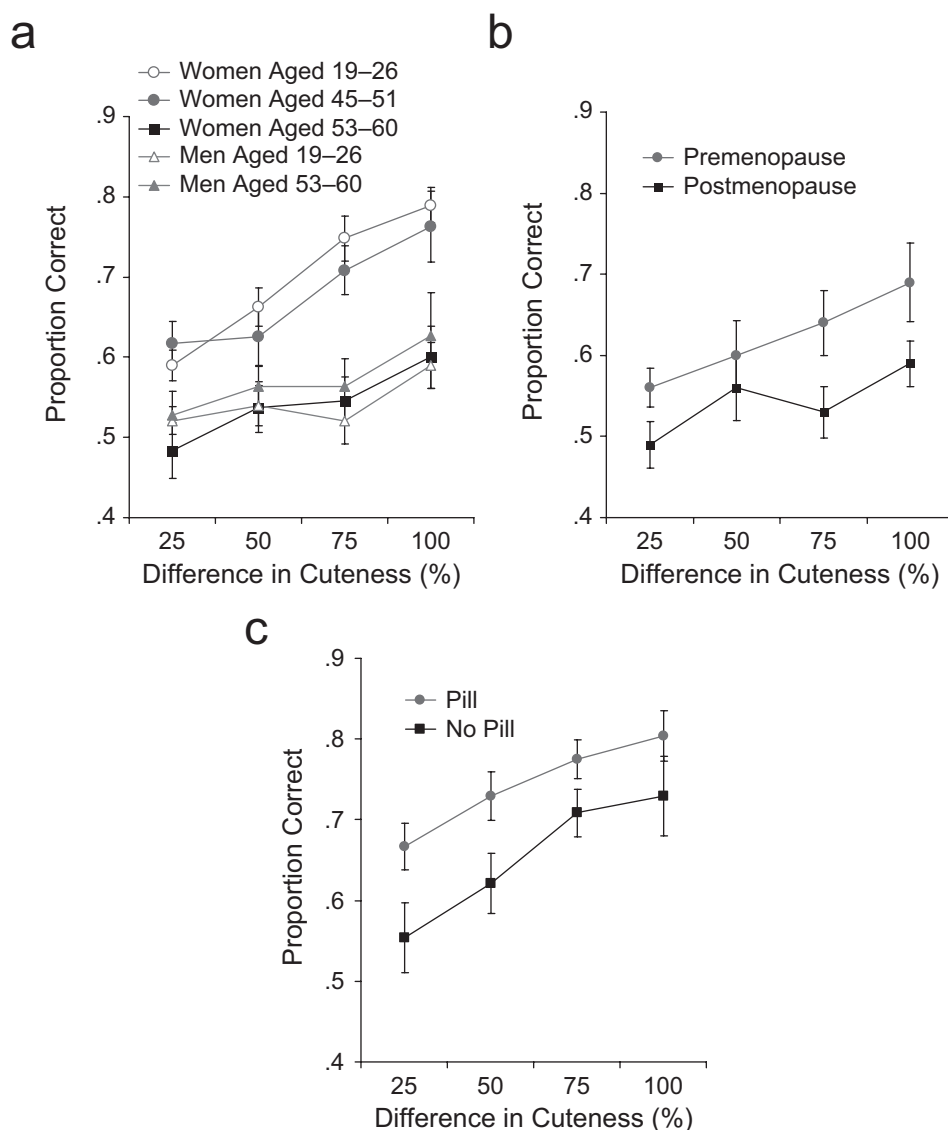 a
Women Aged 19–26
Women Aged 45–51
Women Aged 53–60
Men Aged 19–26
Men Aged 53–60
.9
.8
.7
.6
.5
.4
Proportion Correct
25 50 75 100
Difference in Cuteness (%)
b
Premenopause
Postmenopause
.9
.8
.7
.6
.5
.4
Proportion Correct
25 50 75 100
Difference in Cuteness (%)
c
Pill
No Pill
.9
.8
.7
.6
.5
.4
Proportion Correct
25 50 75 100
Difference in Cuteness (%)